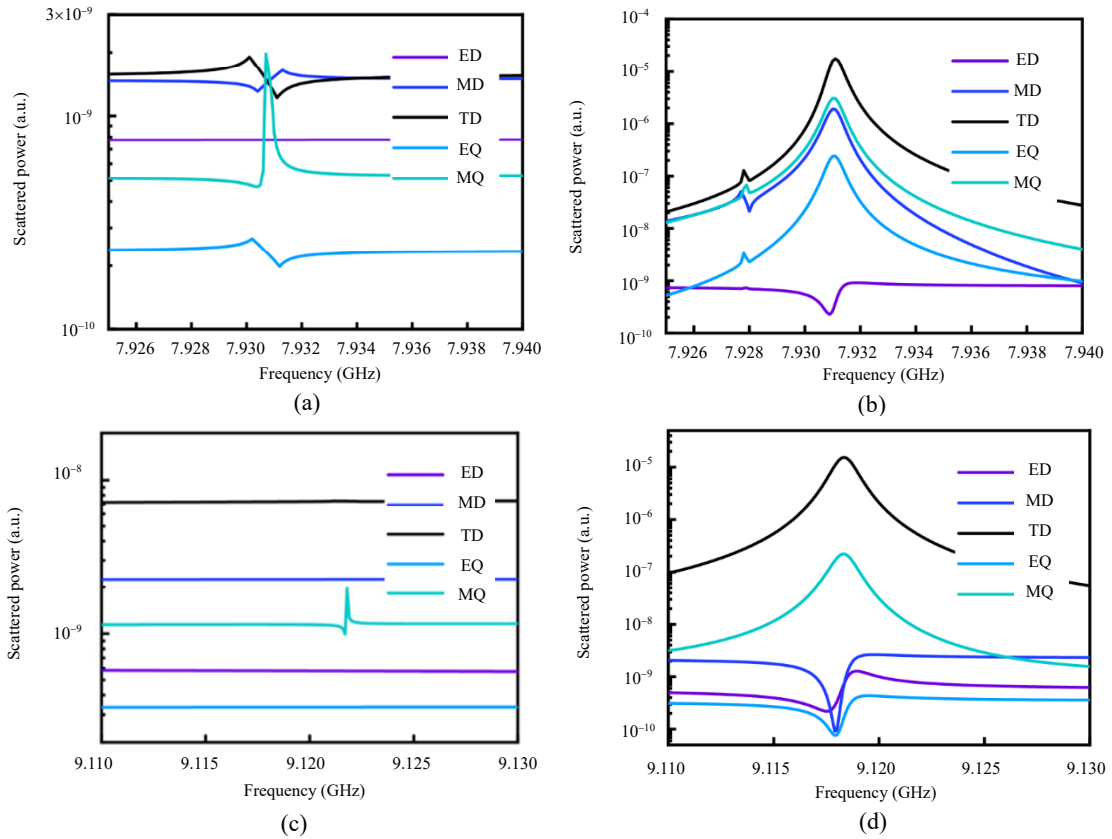 3×10⁻⁹
10⁻⁹
10⁻¹⁰
Scattered power (a.u.)
ED
MD
TD
EQ
MQ
7.926 7.928 7.930 7.932 7.934 7.936 7.938 7.940
Frequency (GHz)
(a)
10⁻⁴
10⁻⁵
10⁻⁶
10⁻⁷
10⁻⁸
10⁻⁹
10⁻¹⁰
Scattered power (a.u.)
ED
MD
TD
EQ
MQ
7.926 7.928 7.930 7.932 7.936 7.938 7.940
Frequency (GHz)
(b)
10⁻⁸
10⁻⁹
Scattered power (a.u.)
ED
MD
TD
EQ
MQ
9.110 9.115 9.120 9.125 9.130
Frequency (GHz)
(c)
10⁻⁵
10⁻⁶
10⁻⁷
10⁻⁸
10⁻⁹
10⁻¹⁰
Scattered power (a.u.)
ED
MD
TD
EQ
MQ
9.110 9.115 9.120 9.125 9.130
Frequency (GHz)
(d)